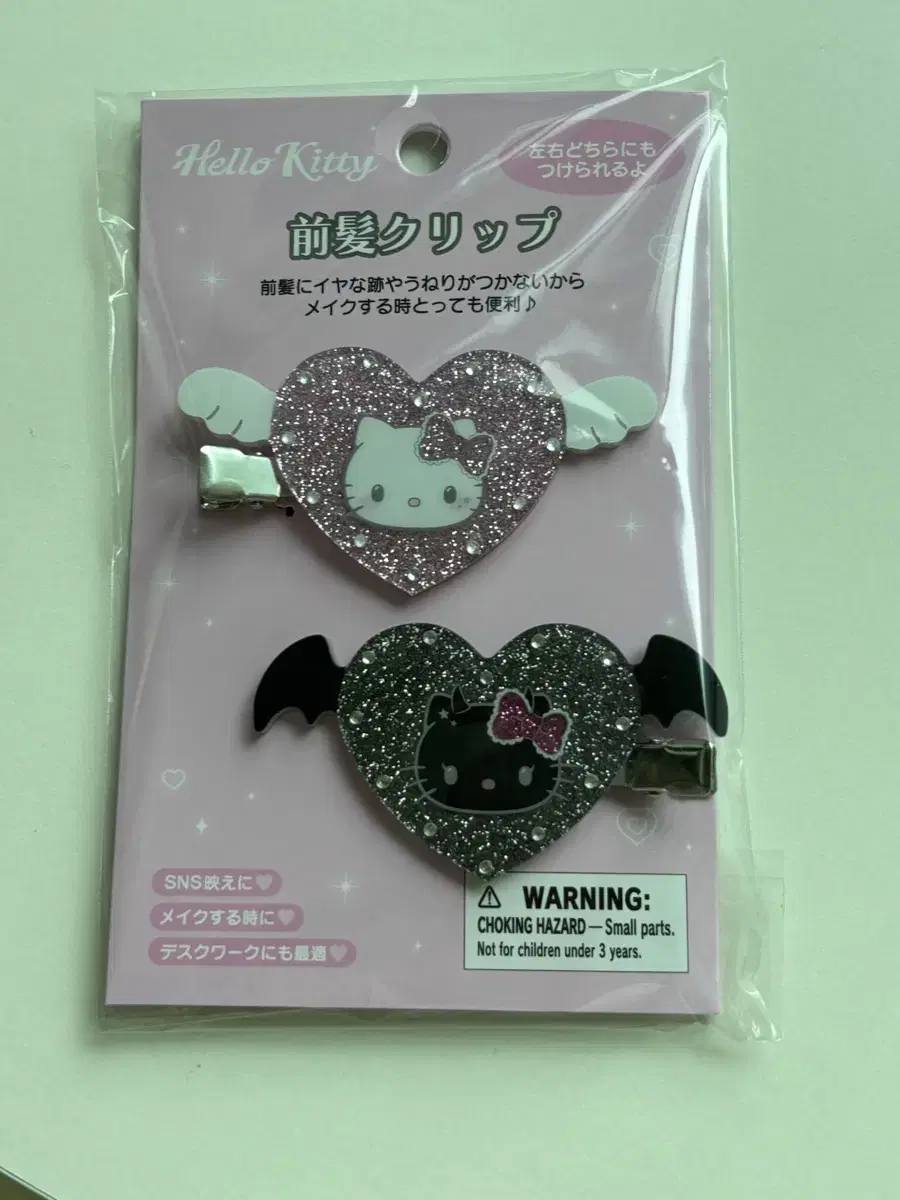 Hello Kitty
左右どちらにも
つけられるよ
前髪クリップ
前髪にイヤな跡やうねりがつかないから
メイクする時とっても便利♪
SNS映えに♥
メイクする時に♥
デスクワークにも最適♥
⚠ WARNING:
CHOKING HAZARD — Small parts.
Not for children under 3 years.